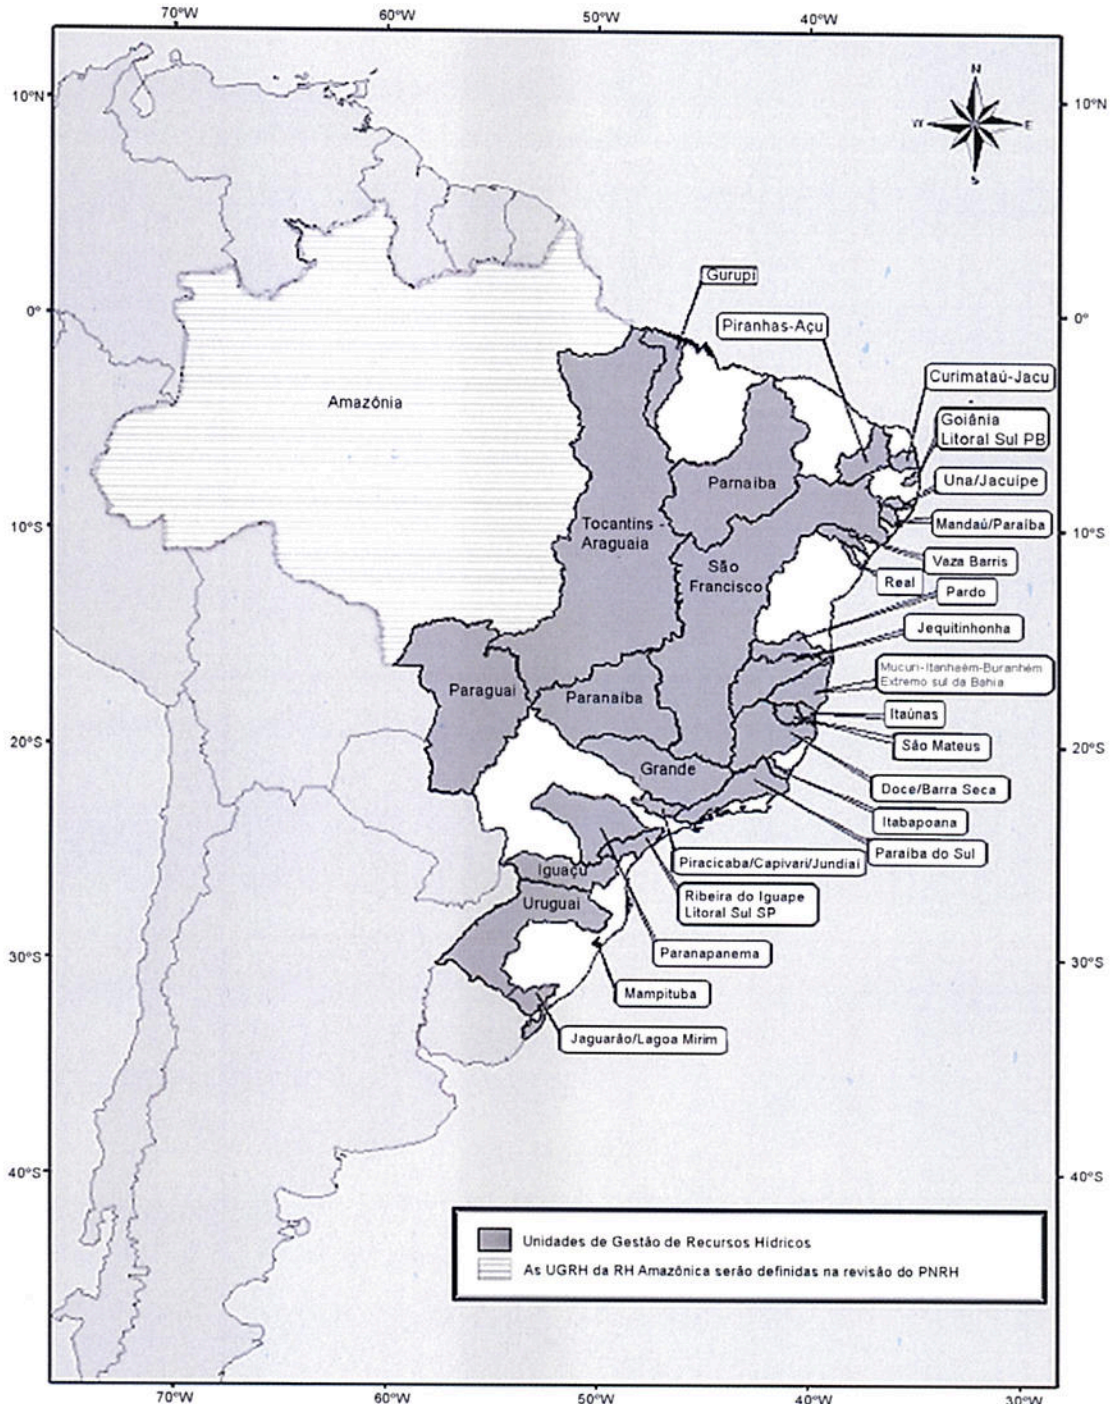 70°W 60°W 50°W 40°W
N
W E
S
10°N 10°N
Gurupi
0° 0°
Piranhas-Açu
Curimataú-Jacu
Amazônia
Goiânia
Litoral Sul PB
Parnaíba
Una/Jacuípe
Tocantins -
Araguaia
Mandaú/Paraíba
10°S 10°S
São
Francisco
Vaza Barris
Real
Pardo
Jequitinhonha
Mucuri-Itanhaém-Buranhém
Extremo sul da Bahia
Paraguai
Paranaíba
Itaúnas
São Mateus
20°S 20°S
Grande
Doce/Barra Seca
Itabapoana
Paraíba do Sul
Piracicaba/Capivari/Jundiaí
Iguaçu
Ribeira do Iguape
Litoral Sul SP
Uruguai
Paranapanema
30°S 30°S
Mampituba
Jaguarão/Lagoa Mirim
40°S 40°S
Unidades de Gestão de Recursos Hídricos
As UGRH da RH Amazônica serão definidas na revisão do PNRH
70°W 60°W 50°W 40°W 30°W